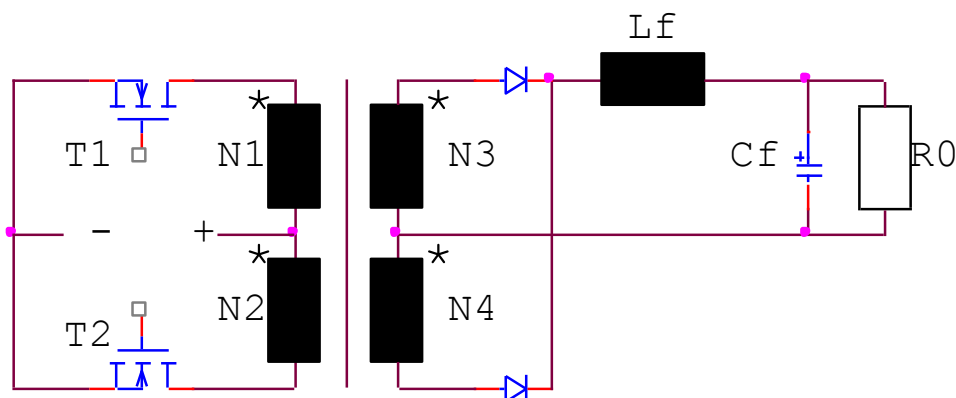 Lf
T1
* N1
* N3
Cf
R0
- +
T2
* N2
* N4
+